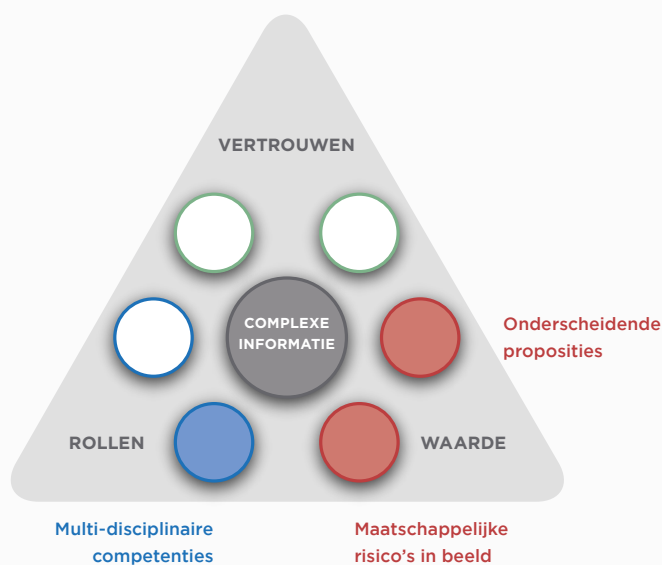 VERTROUWEN
COMPLEXE
INFORMATIE
Onderscheidende
proposities
ROLLEN
WAARDE
Multi-disciplinaire
competenties
Maatschappelijke
risico's in beeld